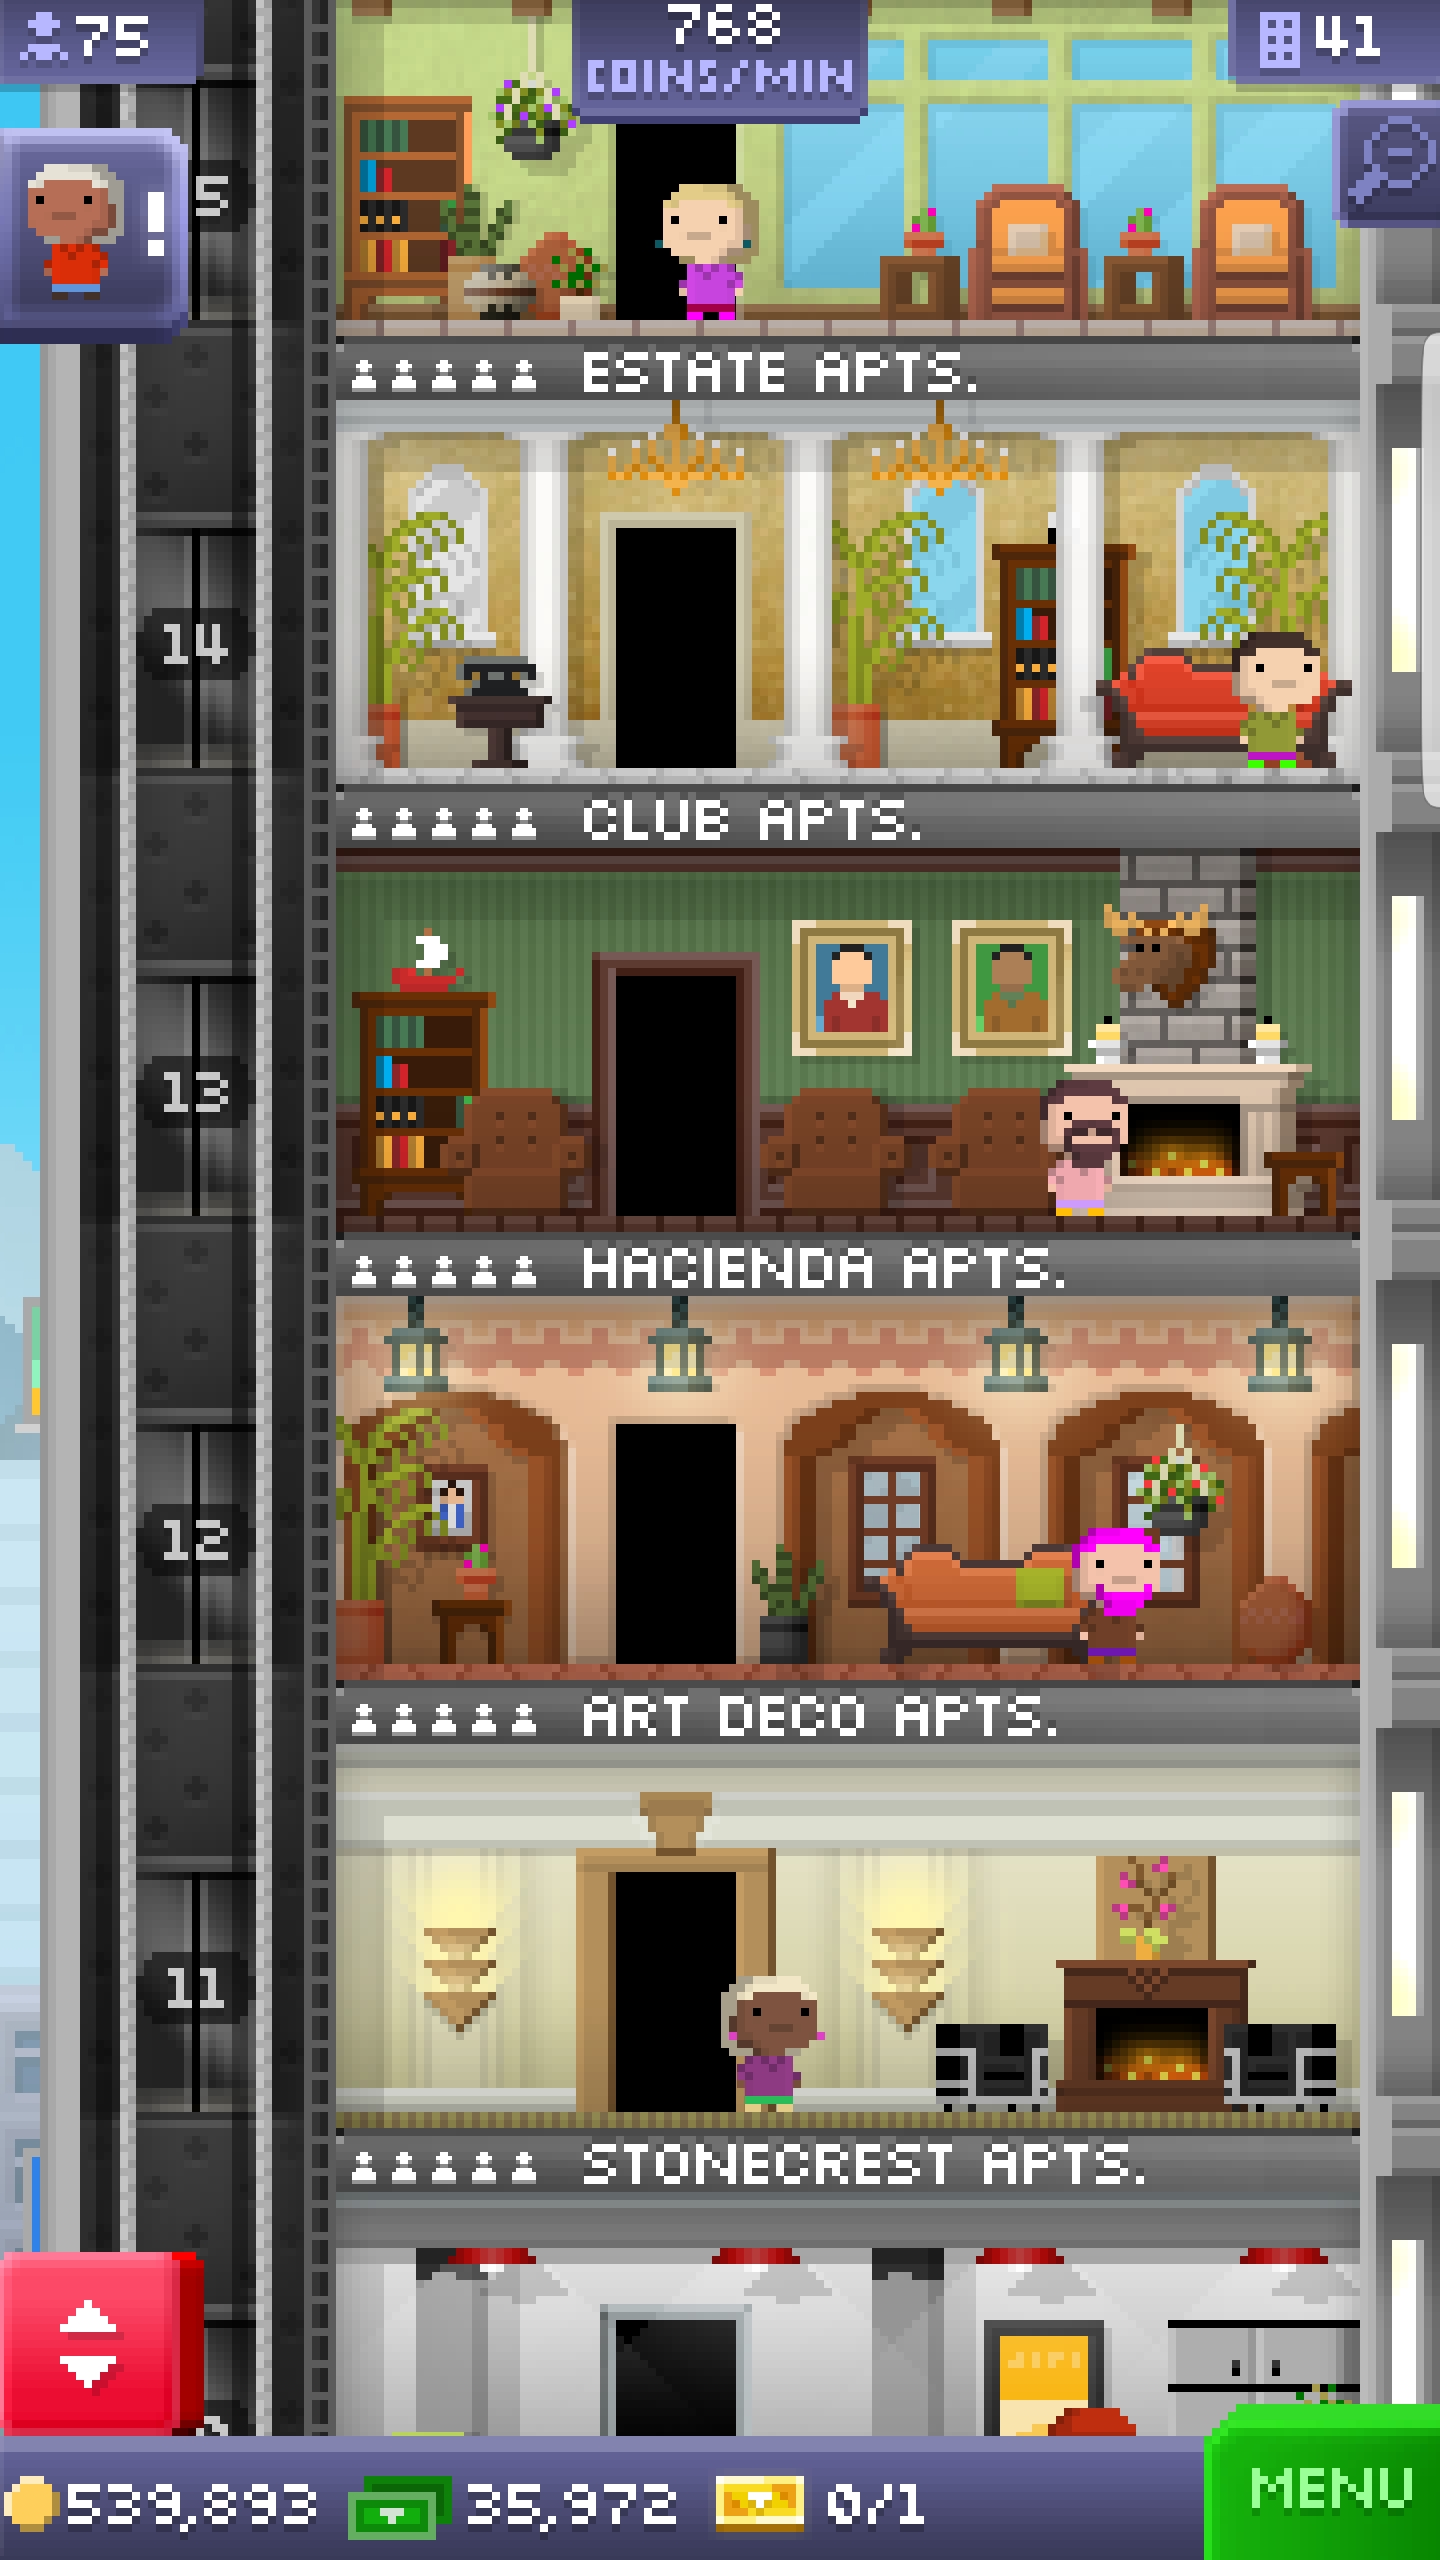 75
768
COINS/MIN
41
!
5
ESTATE APTS.
14
CLUB APTS.
13
HACIENDA APTS.
12
ART DECO APTS.
11
STONECREST APTS.
539,893
35,972
0/1
MENU